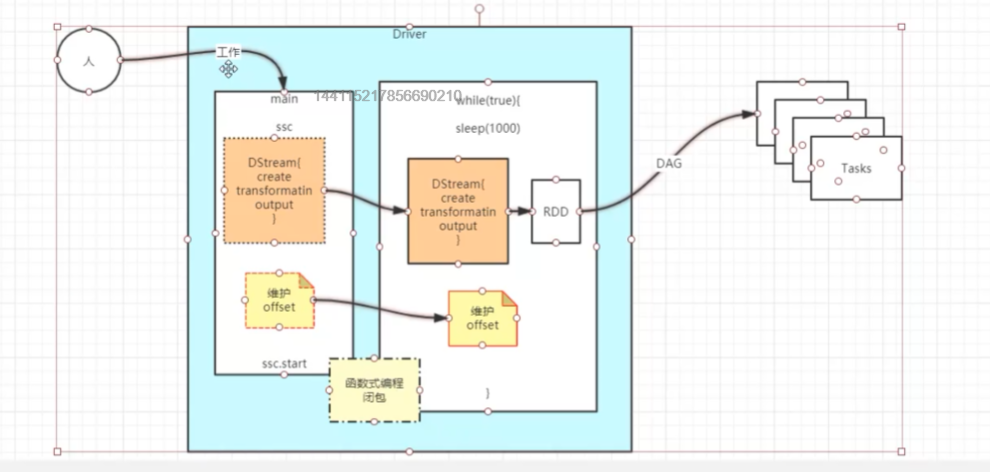 Driver
人
工作
main
144115217856690210
while(true){
ssc
sleep(1000)
DStream{
create
transformatin
output
}
DStream{
create
transformatin
output
}
RDD
DAG
Tasks
维护
offset
维护
offset
ssc.start
函数式编程
闭包
}